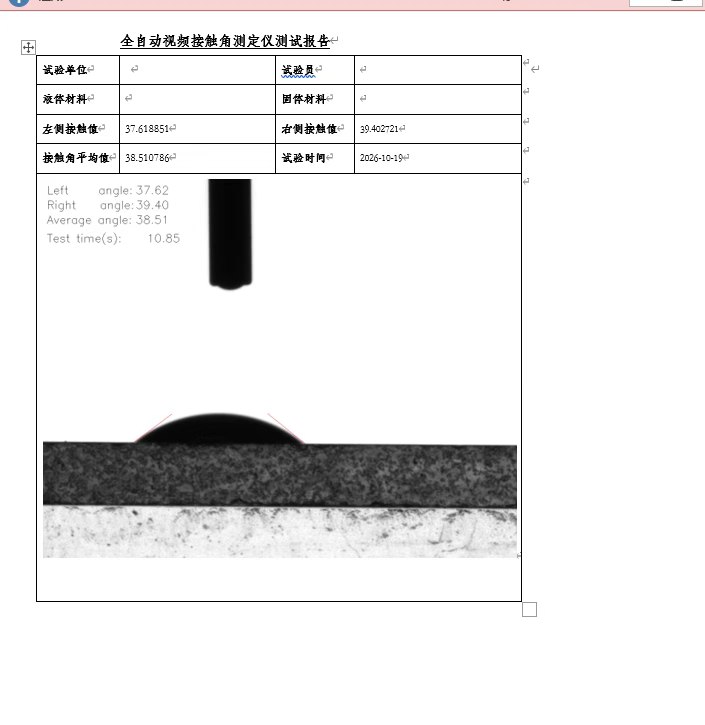 全自动视频接触角测定仪测试报告
试验单位 试验员
液体材料 固体材料
左侧接触值 37.618851 右侧接触值 39.402721
接触角平均值 38.510786 试验时间 2026-10-19
Left angle: 37.62
Right angle: 39.40
Average angle: 38.51
Test time(s): 10.85